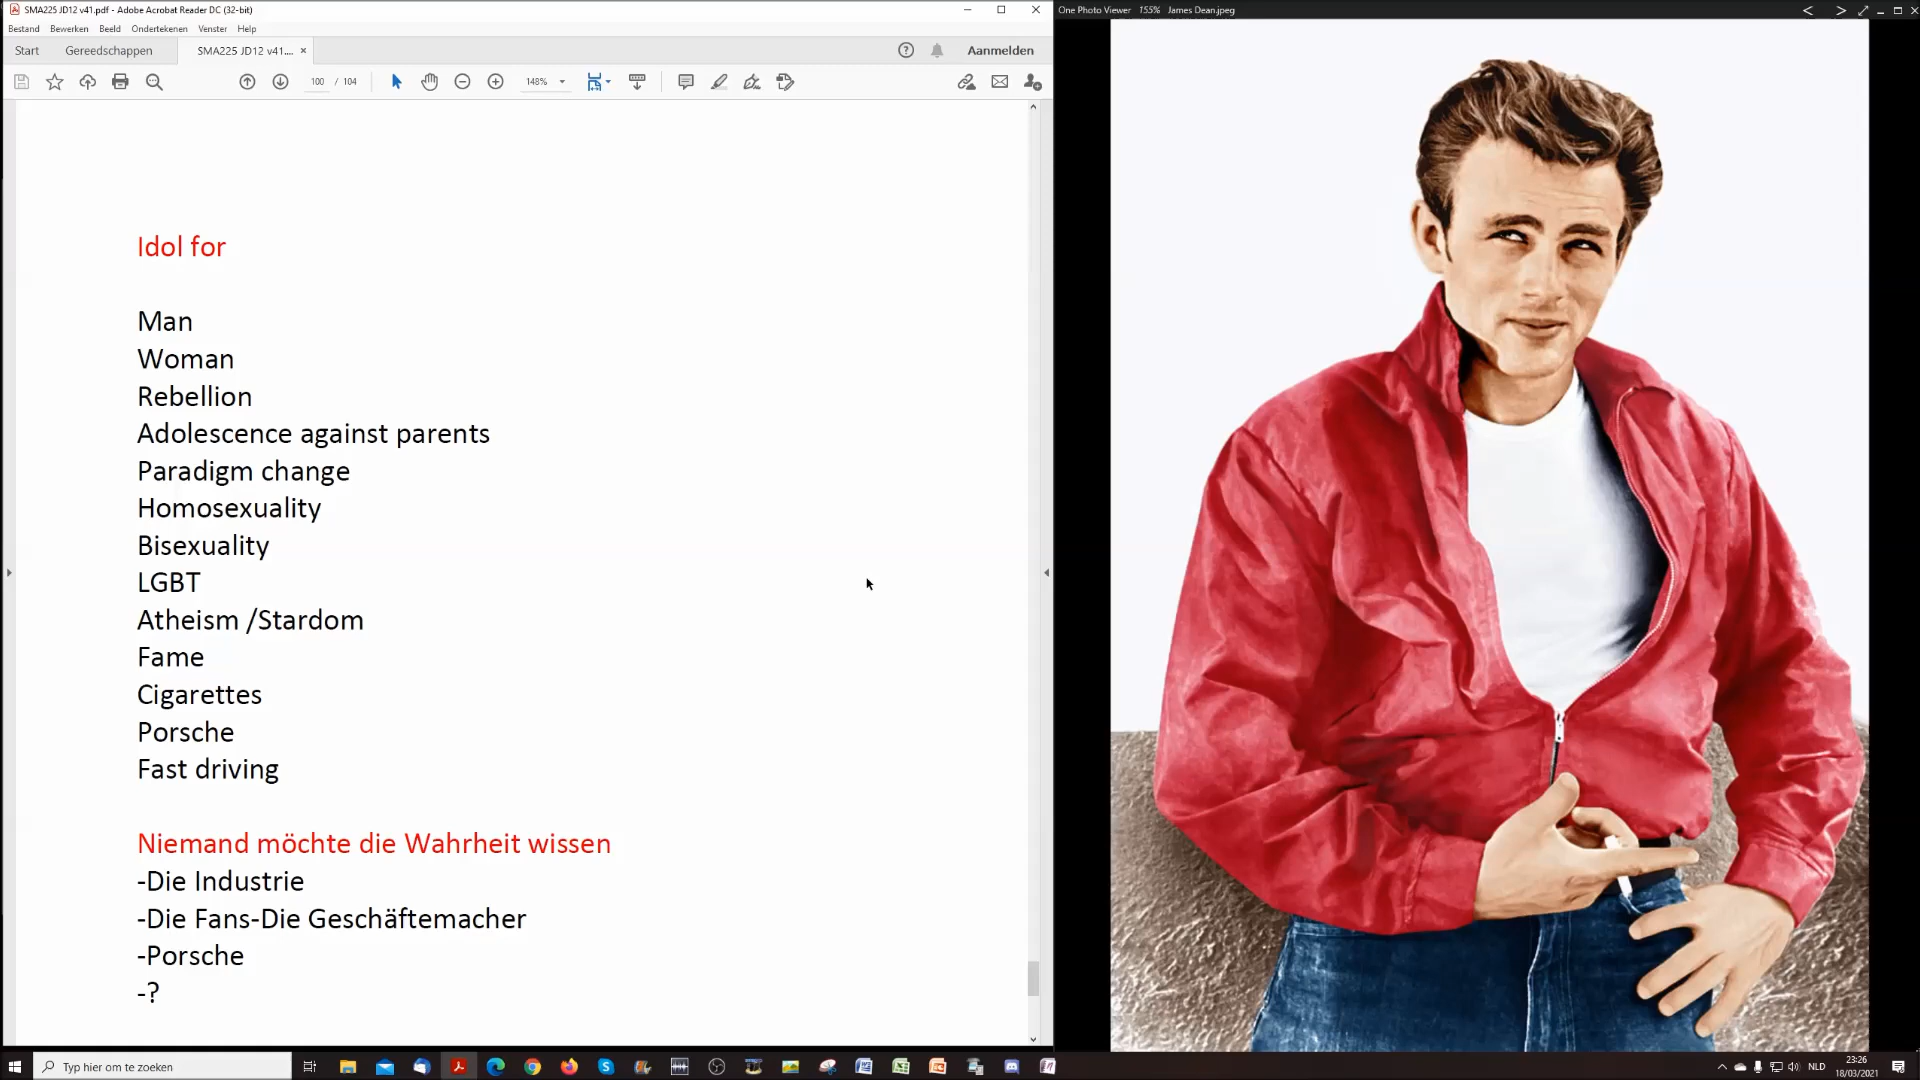 SMA225 JD12 v41.pdf - Adobe Acrobat Reader DC (32-bit)
Bestand Bewerken Beeld Ondertekenen Venster Help
Start Gereedschappen SMA225 JD12 v41.... × Aanmelden
100 / 104 148%
Idol for
Man
Woman
Rebellion
Adolescence against parents
Paradigm change
Homosexuality
Bisexuality
LGBT
Atheism /Stardom
Fame
Cigarettes
Porsche
Fast driving
Niemand möchte die Wahrheit wissen
-Die Industrie
-Die Fans-Die Geschäftemacher
-Porsche
-?
One Photo Viewer 155% James Dean.jpeg
Typ hier om te zoeken
NLD
23:26
18/03/2021